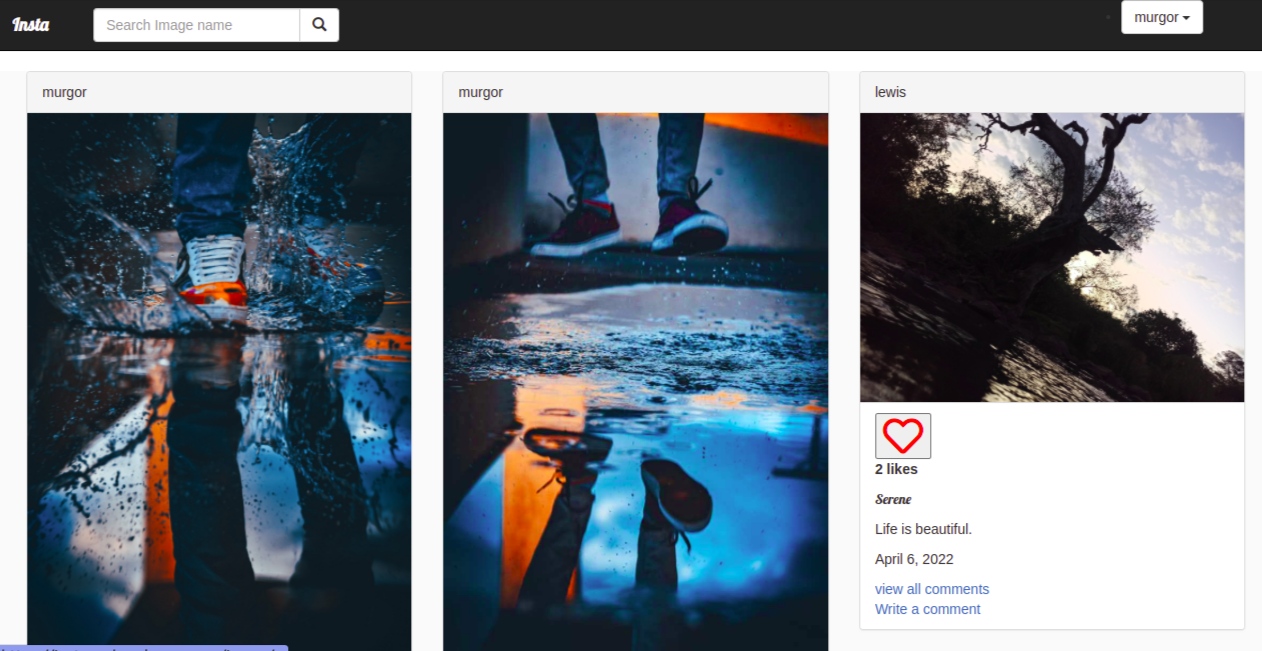 Insta
Search Image name
murgor
murgor
murgor
lewis
2 likes
Serene
Life is beautiful.
April 6, 2022
view all comments
Write a comment